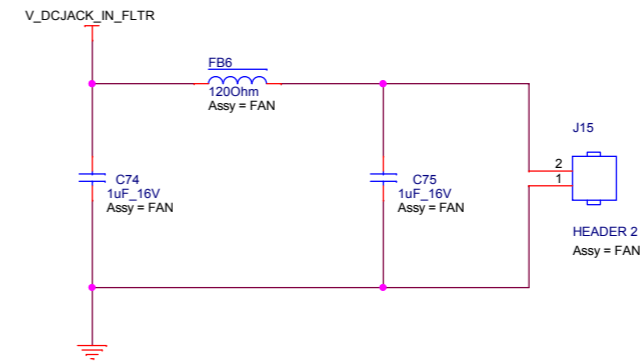 V_DCJACK_IN_FLTR
FB6
120Ohm
Assy = FAN
J15
2
1
C74
1uF_16V
Assy = FAN
C75
1uF_16V
Assy = FAN
HEADER 2
Assy = FAN